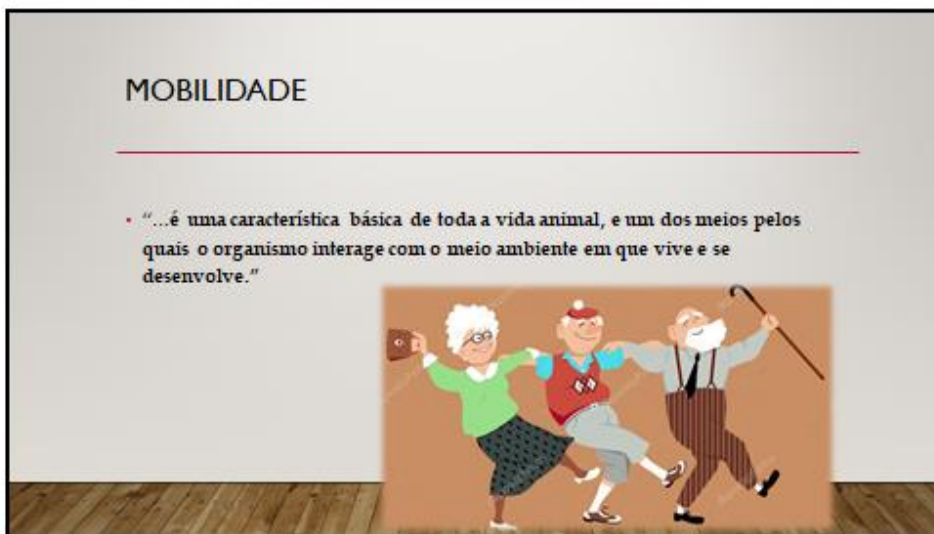 MOBILIDADE
• “...é uma característica básica de toda a vida animal, e um dos meios pelos
quais o organismo interage com o meio ambiente em que vive e se
desenvolve.”